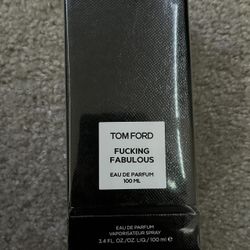 TOM FORD
FUCKING
FABULOUS
EAU DE PARFUM
100 ML
EAU DE PARFUM
VAPORISATEUR SPRAY
3.4 FL. OZ./OZ. LIQ / 100 ml ℮